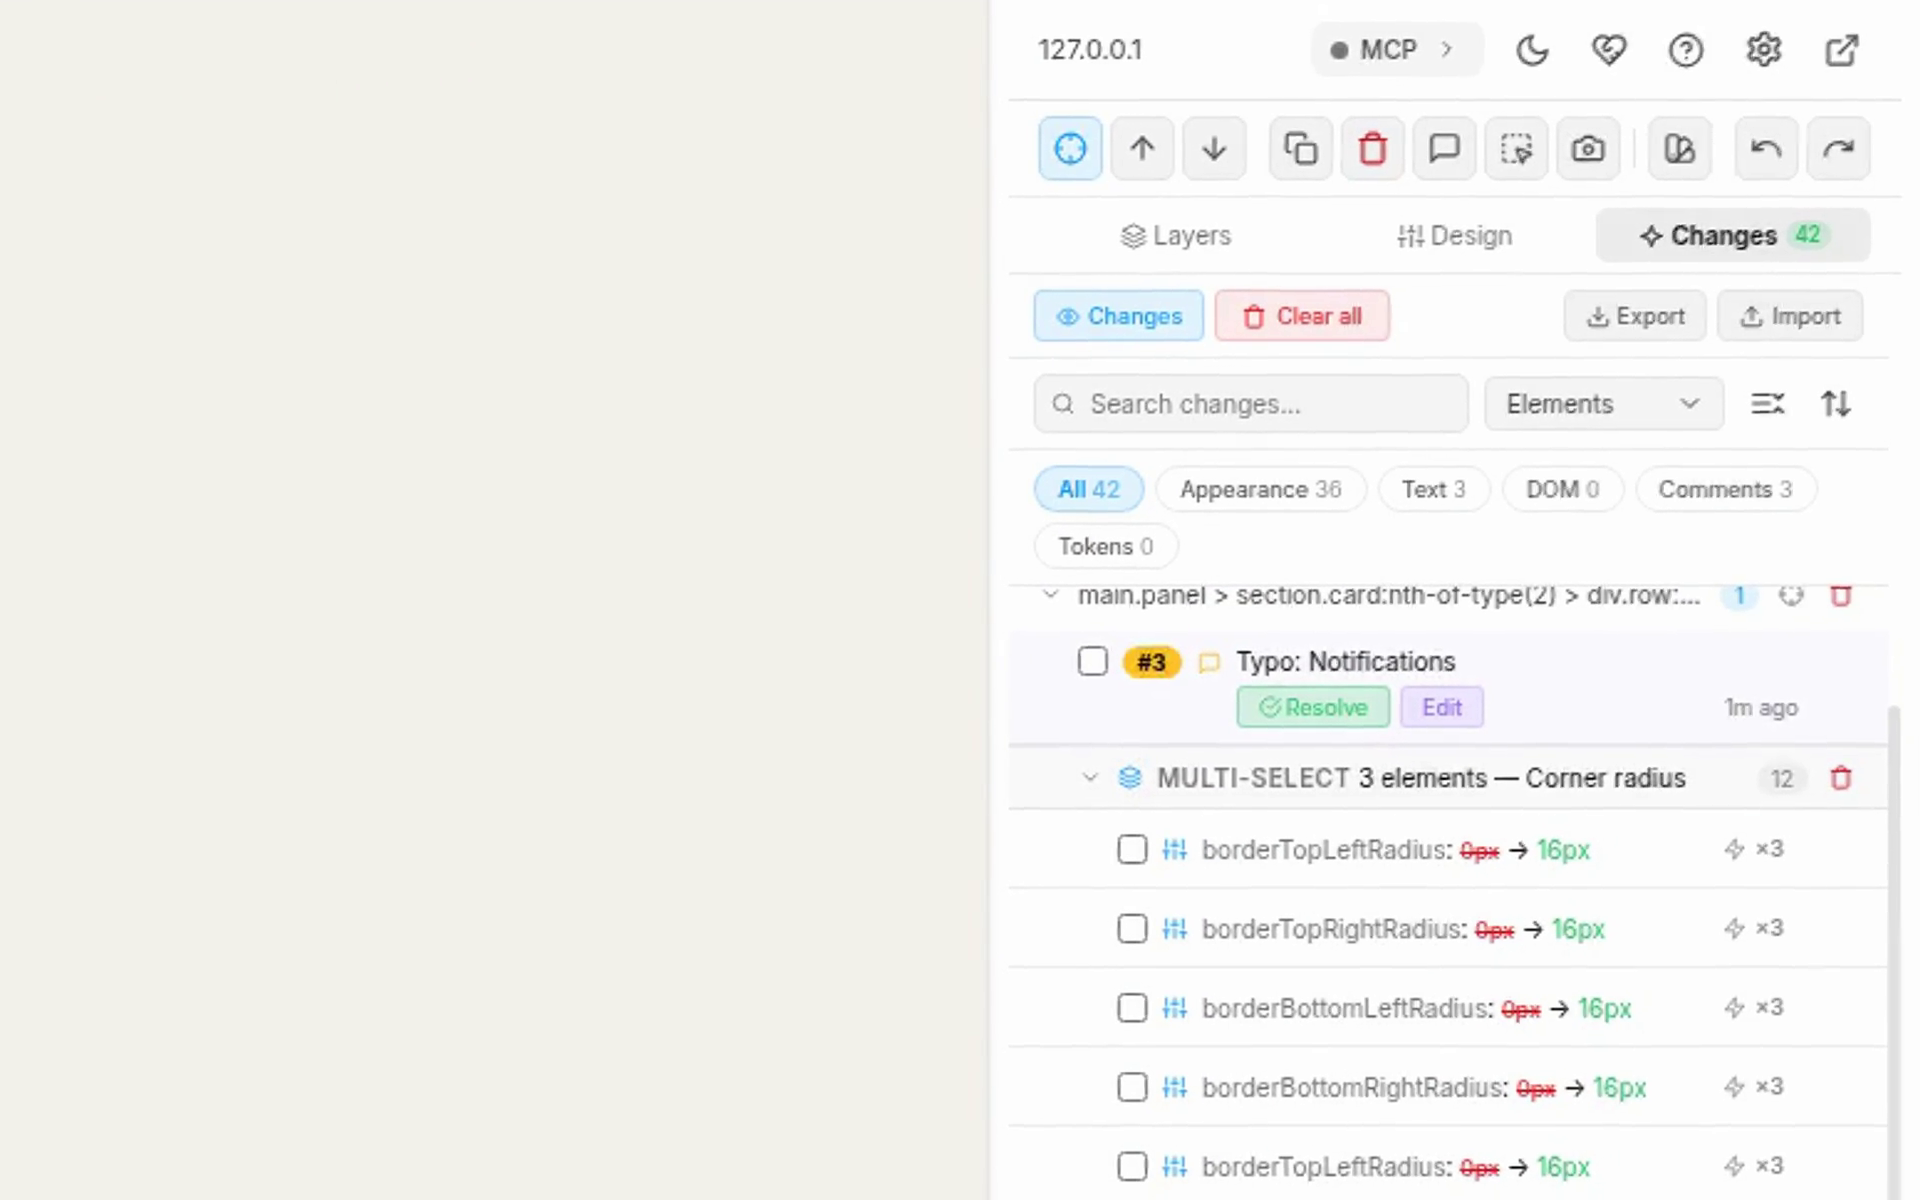 127.0.0.1 MCP
Layers Design Changes 42
Changes Clear all Export Import
Search changes... Elements
All 42 Appearance 36 Text 3 DOM 0 Comments 3
Tokens 0
main.panel > section.card:nth-of-type(2) > div.row:... 1
#3 Typo: Notifications
Resolve Edit 1m ago
MULTI-SELECT 3 elements — Corner radius 12
borderTopLeftRadius: 0px → 16px ×3
borderTopRightRadius: 0px → 16px ×3
borderBottomLeftRadius: 0px → 16px ×3
borderBottomRightRadius: 0px → 16px ×3
borderTopLeftRadius: 0px → 16px ×3